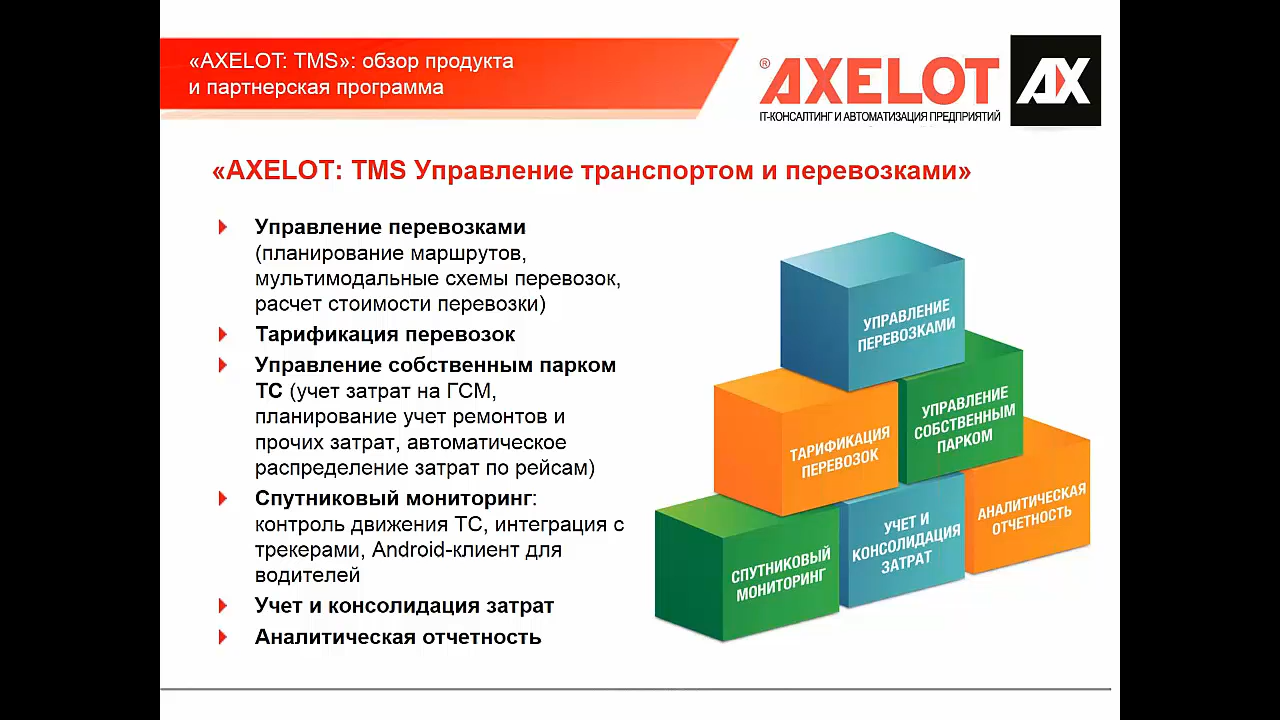 «AXELOT: TMS»: обзор продукта
и партнерская программа
® AXELOT AX
IT-КОНСАЛТИНГ И АВТОМАТИЗАЦИЯ ПРЕДПРИЯТИЙ
«AXELOT: TMS Управление транспортом и перевозками»
Управление перевозками
(планирование маршрутов,
мультимодальные схемы перевозок,
расчет стоимости перевозки)
Тарификация перевозок
Управление собственным парком
ТС (учет затрат на ГСМ,
планирование учет ремонтов и
прочих затрат, автоматическое
распределение затрат по рейсам)
Спутниковый мониторинг:
контроль движения ТС, интеграция с
трекерами, Android-клиент для
водителей
Учет и консолидация затрат
Аналитическая отчетность
УПРАВЛЕНИЕ
ПЕРЕВОЗКАМИ
ТАРИФИКАЦИЯ
ПЕРЕВОЗОК
УПРАВЛЕНИЕ
СОБСТВЕННЫМ
ПАРКОМ
СПУТНИКОВЫЙ
МОНИТОРИНГ
УЧЕТ И
КОНСОЛИДАЦИЯ
ЗАТРАТ
АНАЛИТИЧЕСКАЯ
ОТЧЕТНОСТЬ